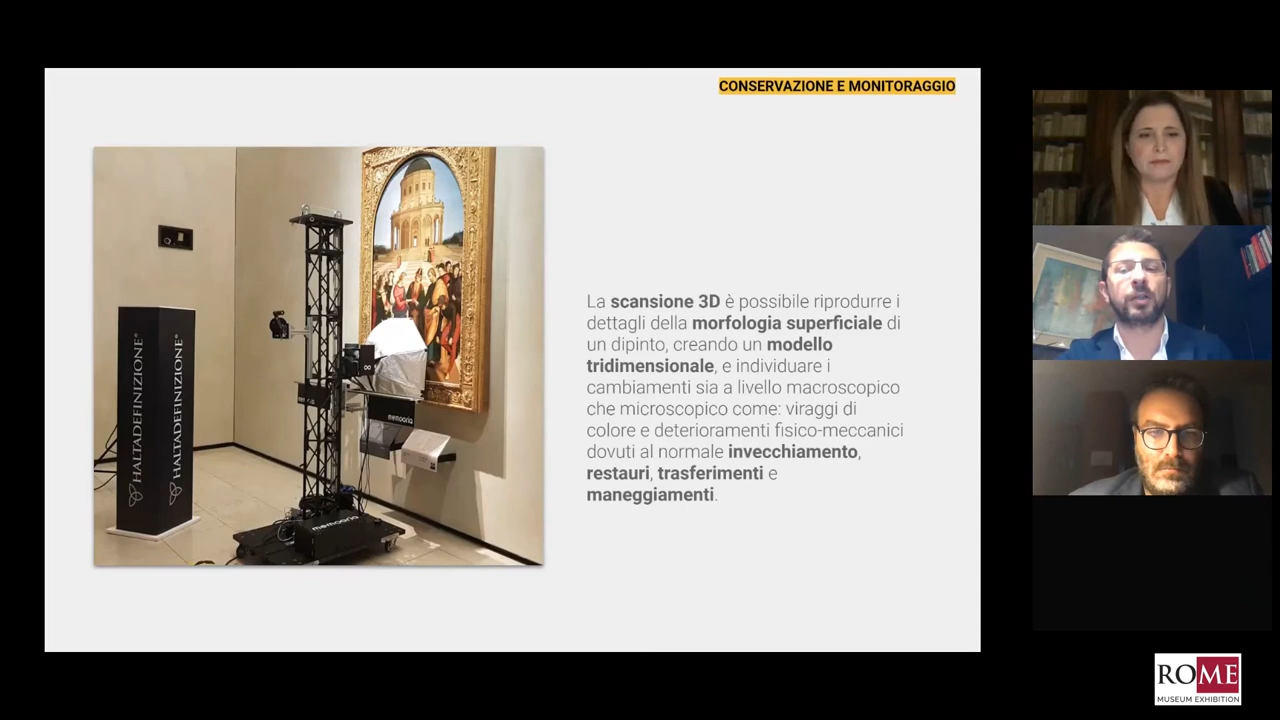 CONSERVAZIONE E MONITORAGGIO
HALTADEFINIZIONE®
HALTADEFINIZIONE®
memooria
memooria
La scansione 3D è possibile riprodurre i
dettagli della morfologia superficiale di
un dipinto, creando un modello
tridimensionale, e individuare i
cambiamenti sia a livello macroscopico
che microscopico come: viraggi di
colore e deterioramenti fisico-meccanici
dovuti al normale invecchiamento,
restauri, trasferimenti e
maneggiamenti.
ROME
MUSEUM EXHIBITION